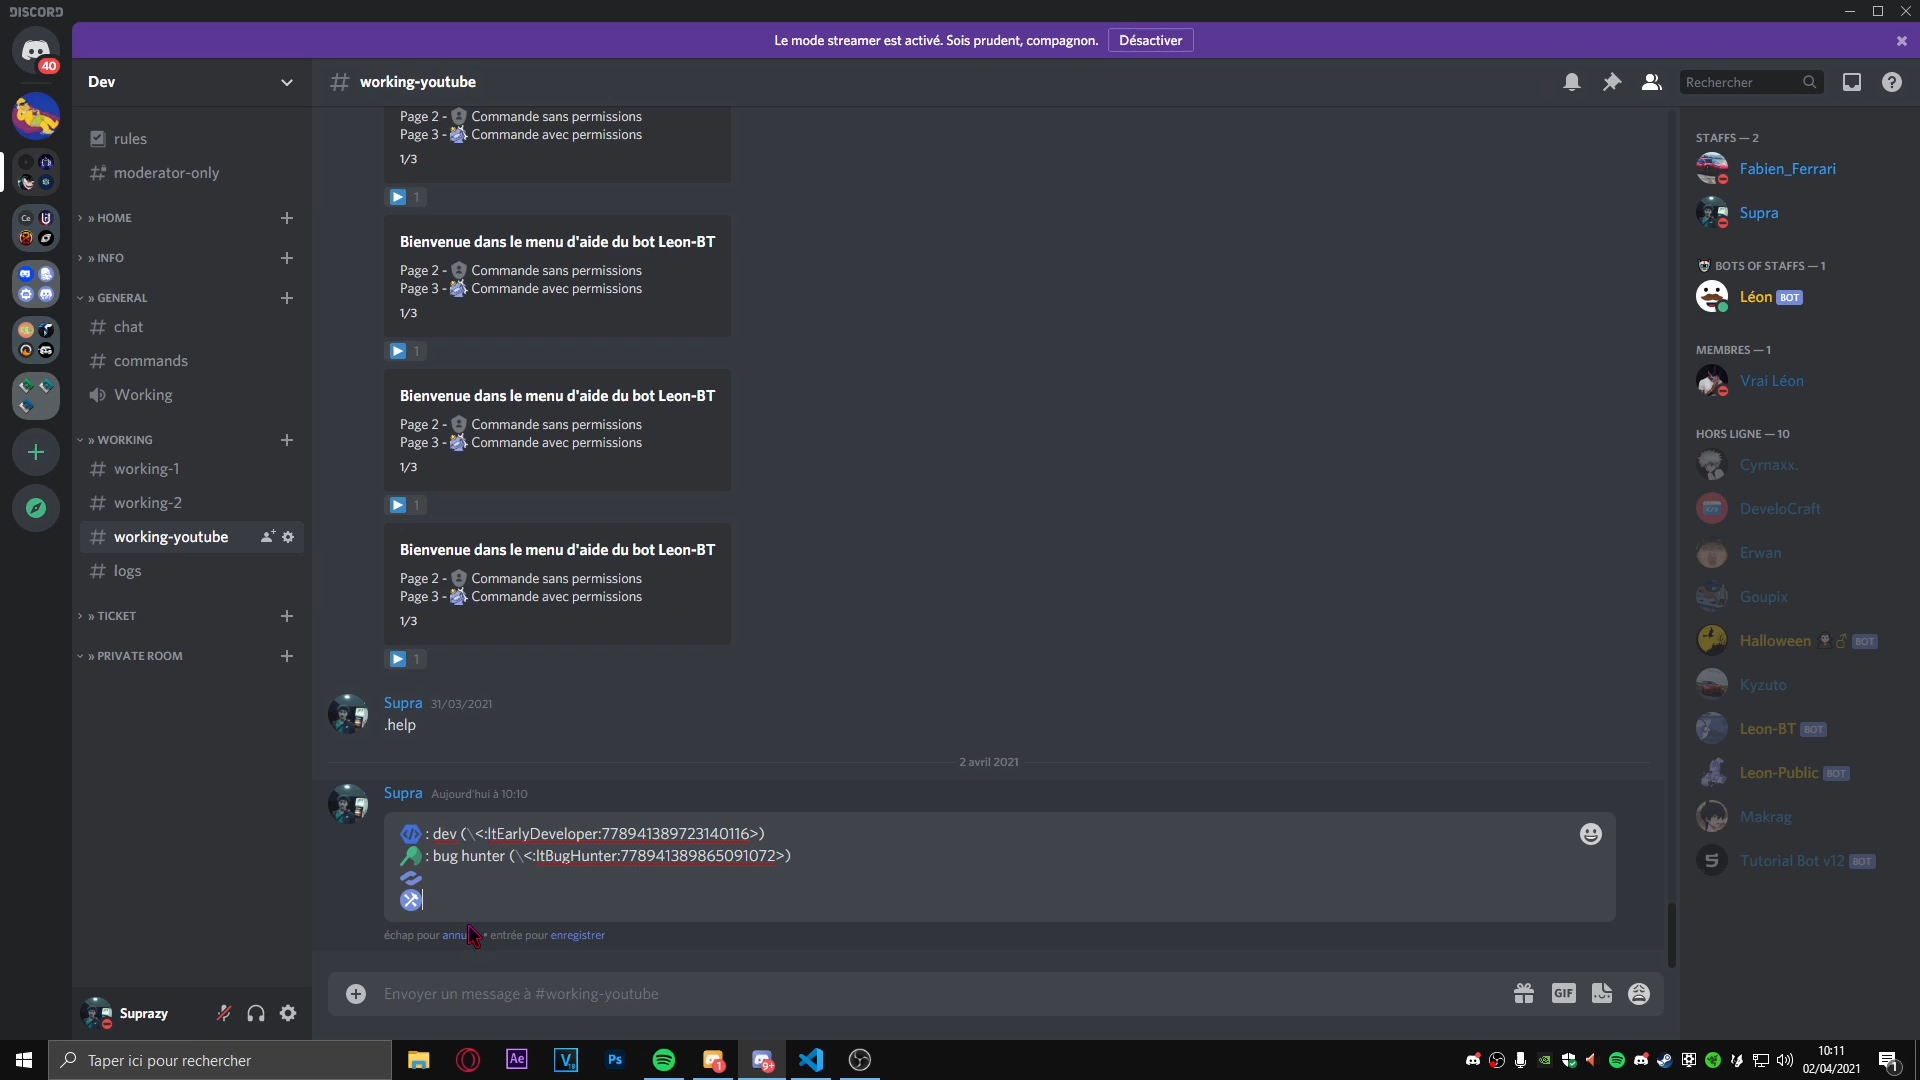 DISCORD
Le mode streamer est activé. Sois prudent, compagnon.
Désactiver
40
Dev
working-youtube
Rechercher
rules
moderator-only
» HOME
» INFO
» GENERAL
chat
commands
Working
» WORKING
working-1
working-2
working-youtube
logs
» TICKET
» PRIVATE ROOM
Page 2 - Commande sans permissions
Page 3 - Commande avec permissions
1/3
1
Bienvenue dans le menu d'aide du bot Leon-BT
Page 2 - Commande sans permissions
Page 3 - Commande avec permissions
1/3
1
Bienvenue dans le menu d'aide du bot Leon-BT
Page 2 - Commande sans permissions
Page 3 - Commande avec permissions
1/3
1
Bienvenue dans le menu d'aide du bot Leon-BT
Page 2 - Commande sans permissions
Page 3 - Commande avec permissions
1/3
1
Supra 31/03/2021
.help
2 avril 2021
Supra Aujourd'hui à 10:10
: dev (\<:ltEarlyDeveloper:778941389723140116>)
: bug hunter (\<:ltBugHunter:778941389865091072>)
échap pour • entrée pour enregistrer
Envoyer un message à #working-youtube
GIF
STAFFS — 2
Fabien_Ferrari
Supra
BOTS OF STAFFS — 1
Léon BOT
MEMBRES — 1
Vrai Léon
HORS LIGNE — 10
Cyrnaxx.
DeveloCraft
Erwan
Goupix
Halloween BOT
Kyzuto
Leon-BT BOT
Leon-Public BOT
Makrag
Tutorial Bot v12 BOT
Suprazy
Taper ici pour rechercher
Ae
Ps
1
9+
10:11
02/04/2021
1